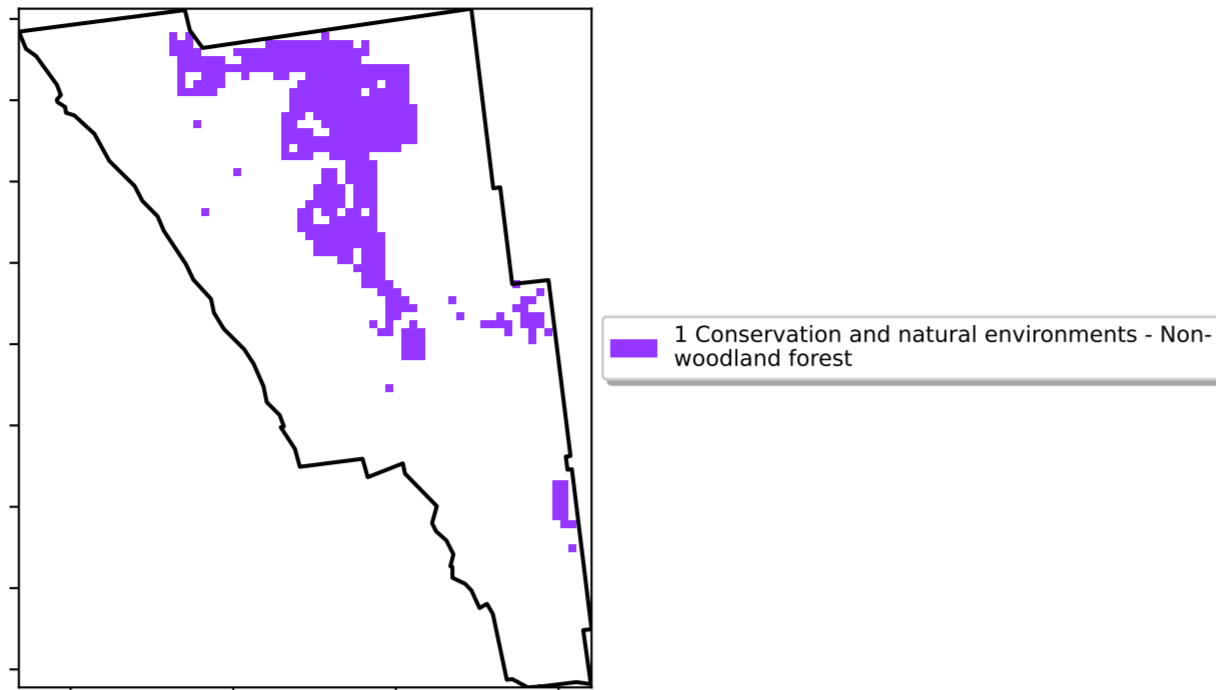 1 Conservation and natural environments - Non-
woodland forest